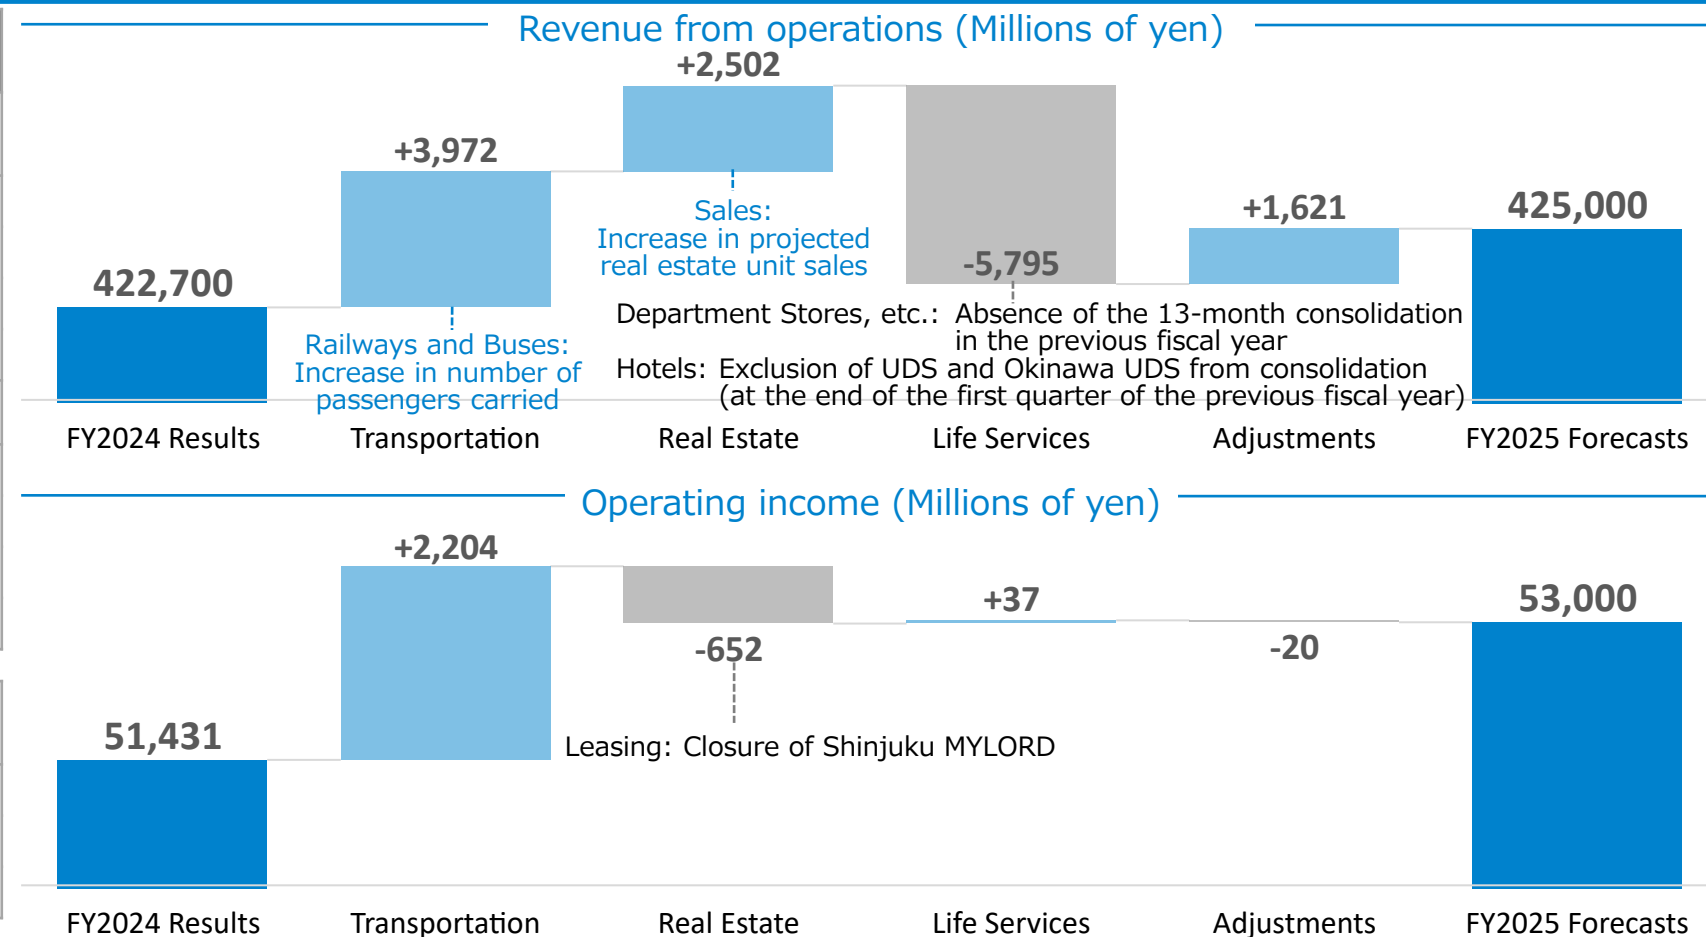 Revenue from operations (Millions of yen)
+2,502
+3,972
Sales:
Increase in projected
real estate unit sales
+1,621
425,000
422,700
-5,795
Railways and Buses:
Increase in number of
passengers carried
Department Stores, etc.: Absence of the 13-month consolidation
in the previous fiscal year
Hotels: Exclusion of UDS and Okinawa UDS from consolidation
(at the end of the first quarter of the previous fiscal year)
FY2024 Results Transportation Real Estate Life Services Adjustments FY2025 Forecasts
Operating income (Millions of yen)
+2,204
+37
53,000
-652
-20
51,431
Leasing: Closure of Shinjuku MYLORD
FY2024 Results Transportation Real Estate Life Services Adjustments FY2025 Forecasts